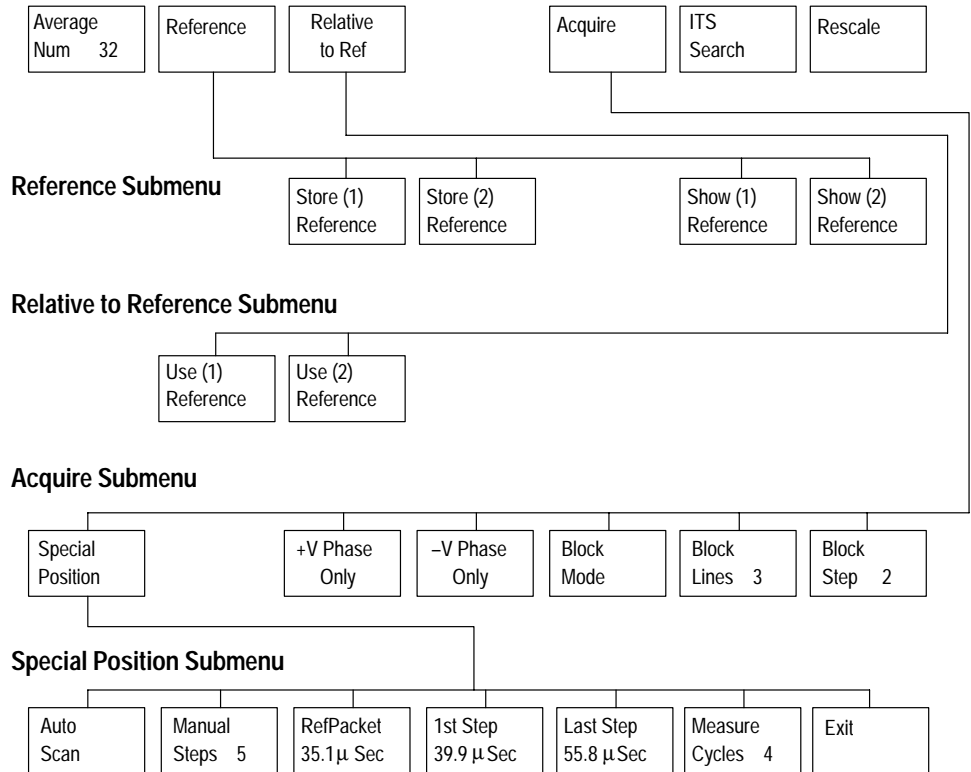 Average
Num 32
Reference
Relative
to Ref
Acquire
ITS
Search
Rescale
Reference Submenu
Store (1)
Reference
Store (2)
Reference
Show (1)
Reference
Show (2)
Reference
Relative to Reference Submenu
Use (1)
Reference
Use (2)
Reference
Acquire Submenu
Special
Position
+V Phase
Only
–V Phase
Only
Block
Mode
Block
Lines 3
Block
Step 2
Special Position Submenu
Auto
Scan
Manual
Steps 5
RefPacket
35.1µ Sec
1st Step
39.9 µ Sec
Last Step
55.8 µ Sec
Measure
Cycles 4
Exit